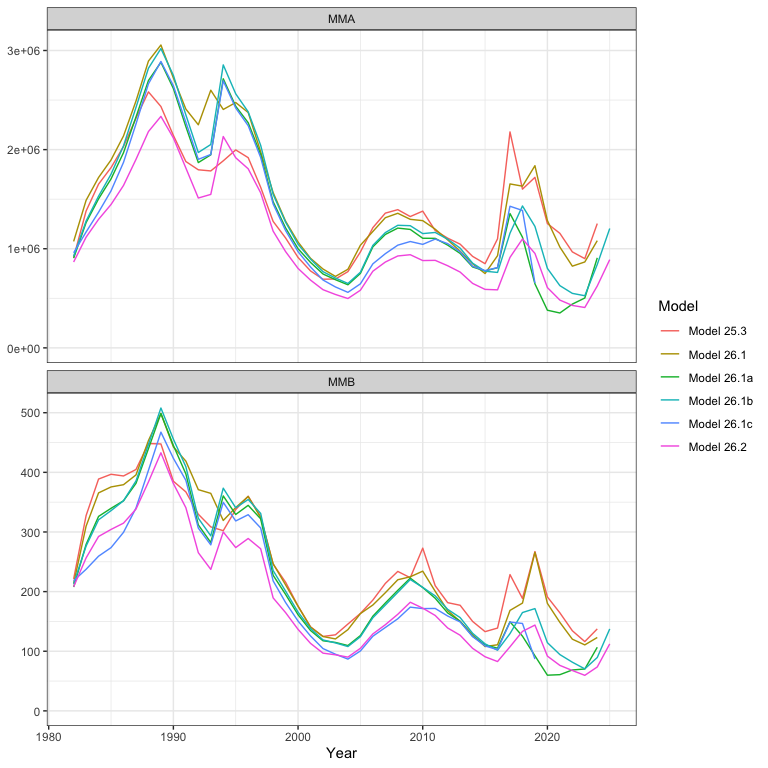 MMA
3e+06
2e+06
1e+06
0e+00
MMB
500
400
300
200
100
0
1980
1990
2000
2010
2020
Year
Model
Model 25.3
Model 26.1
Model 26.1a
Model 26.1b
Model 26.1c
Model 26.2